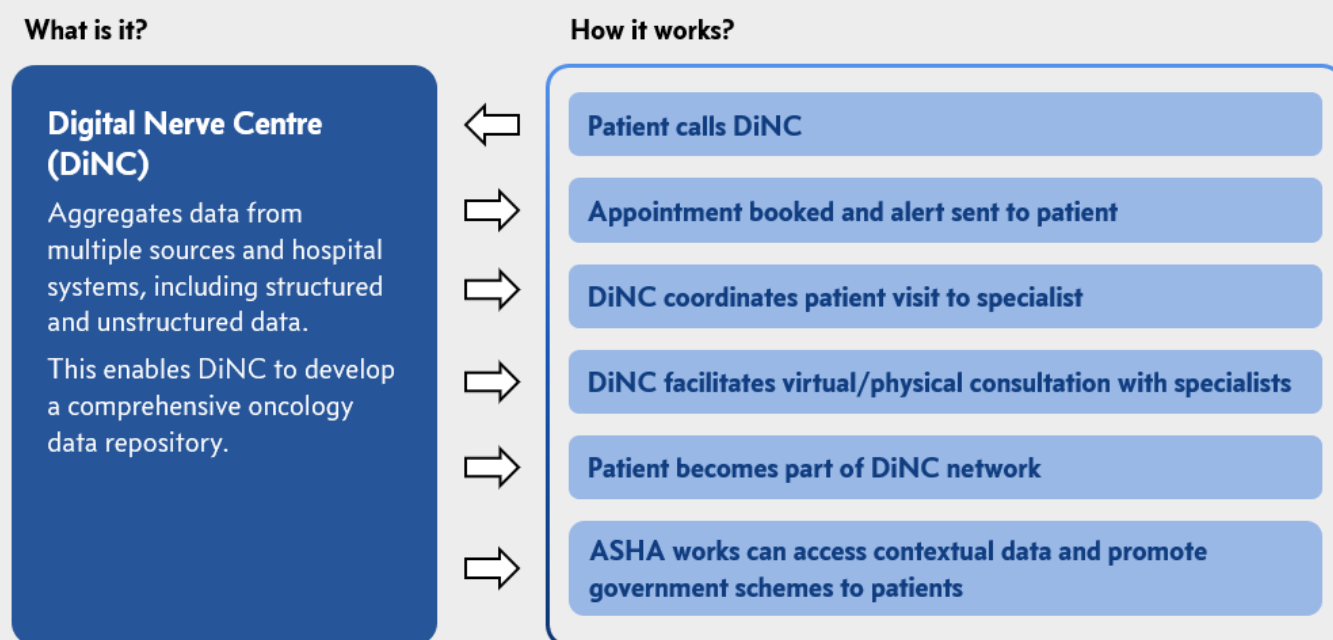 What is it?
Digital Nerve Centre
(DiNC)
Aggregates data from
multiple sources and hospital
systems, including structured
and unstructured data.
This enables DiNC to develop
a comprehensive oncology
data repository.
How it works?
Patient calls DiNC
Appointment booked and alert sent to patient
DiNC coordinates patient visit to specialist
DiNC facilitates virtual/physical consultation with specialists
Patient becomes part of DiNC network
ASHA works can access contextual data and promote
government schemes to patients